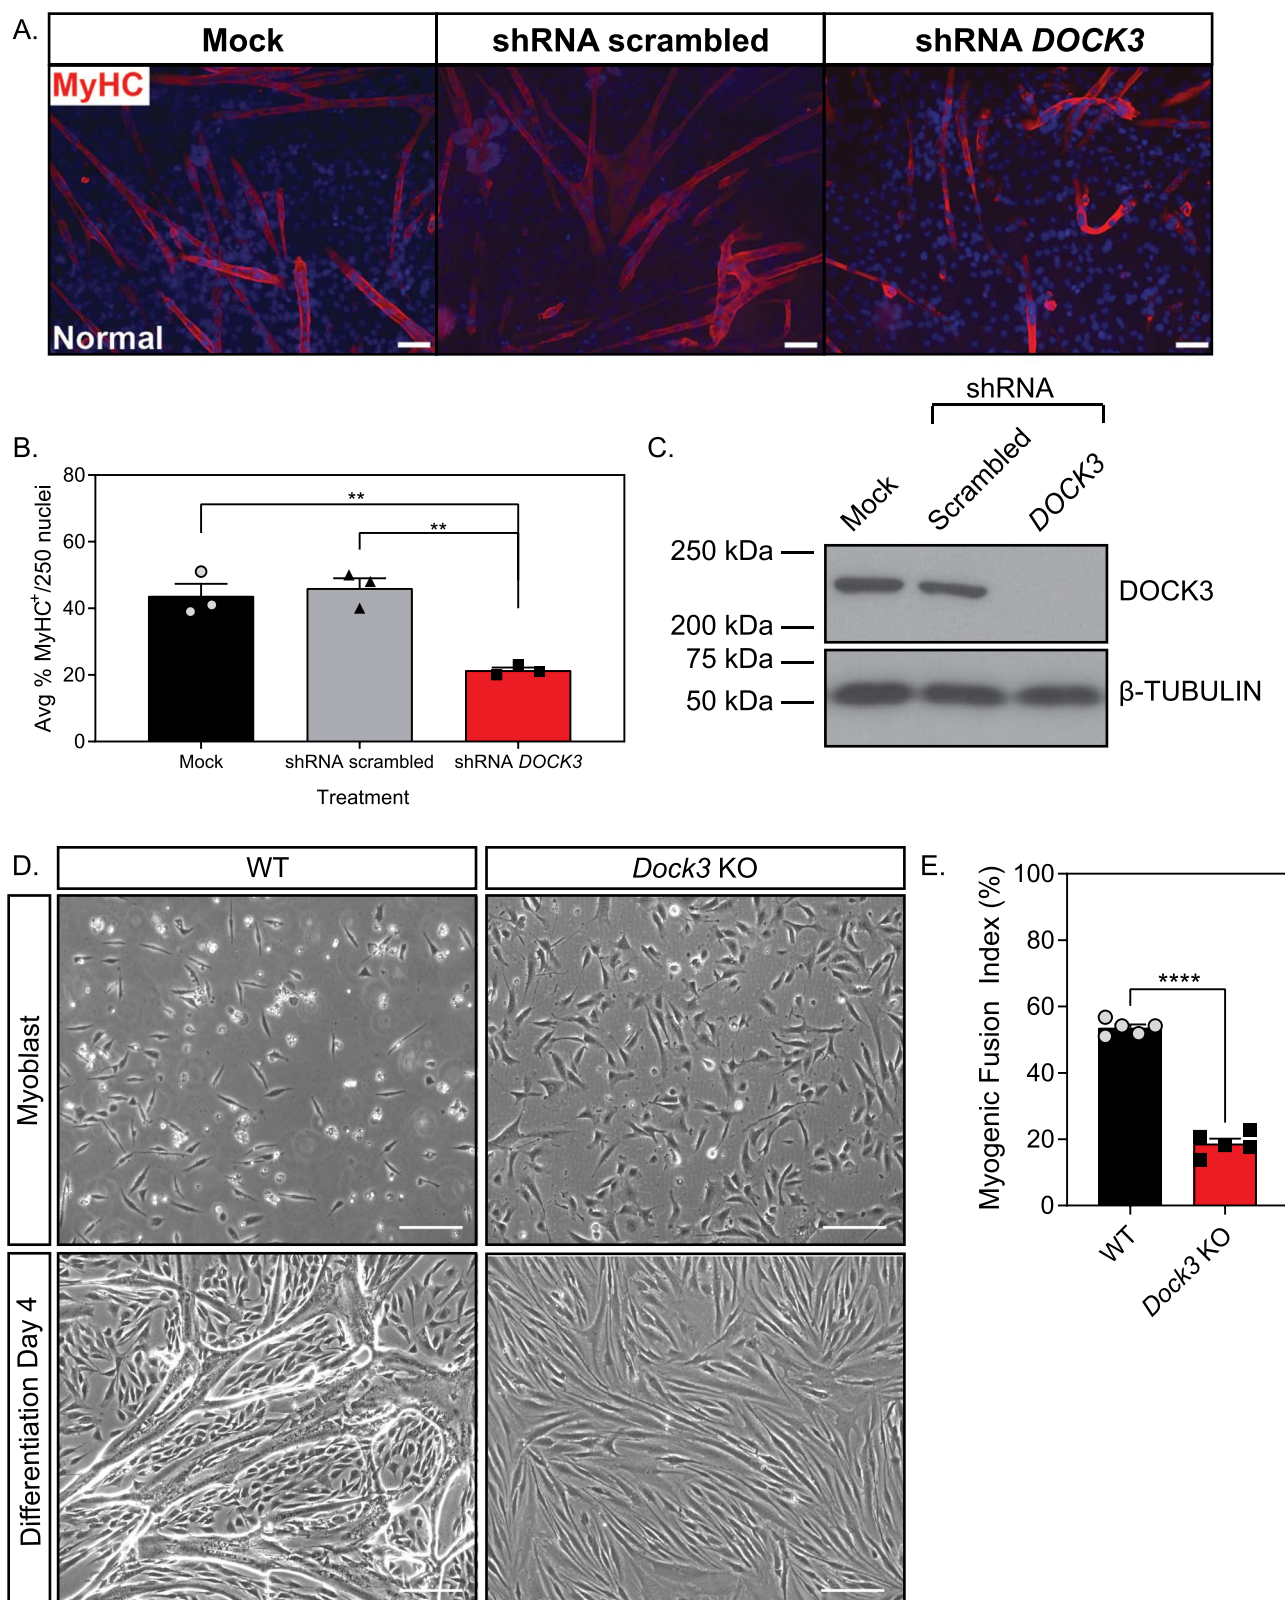 A.
Mock
shRNA scrambled
shRNA DOCK3
MyHC
Normal
B.
Avg % MyHC+/250 nuclei
80
60
40
20
0
**
**
Mock
shRNA scrambled
shRNA DOCK3
Treatment
C.
shRNA
Mock
Scrambled
DOCK3
250 kDa
200 kDa
75 kDa
50 kDa
DOCK3
β-TUBULIN
D.
WT
Dock3 KO
Myoblast
Differentiation Day 4
E.
Myogenic Fusion Index (%)
100
80
60
40
20
0
****
WT
Dock3 KO